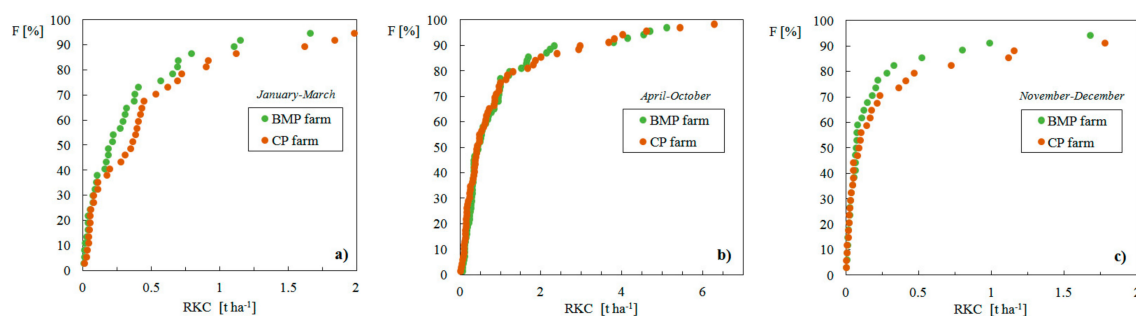 F [%]
100
90
80
70
60
50
40
30
20
10
0
January-March
BMP farm
CP farm
a)
0
0.5
1
1.5
2
RKC [t ha-1]
F [%]
100
90
80
70
60
50
40
30
20
10
0
April-October
BMP farm
CP farm
b)
0
2
4
6
RKC [t ha-1]
F [%]
100
90
80
70
60
50
40
30
20
10
0
November-December
BMP farm
CP farm
c)
0
0.5
1
1.5
2
RKC [t ha-1]